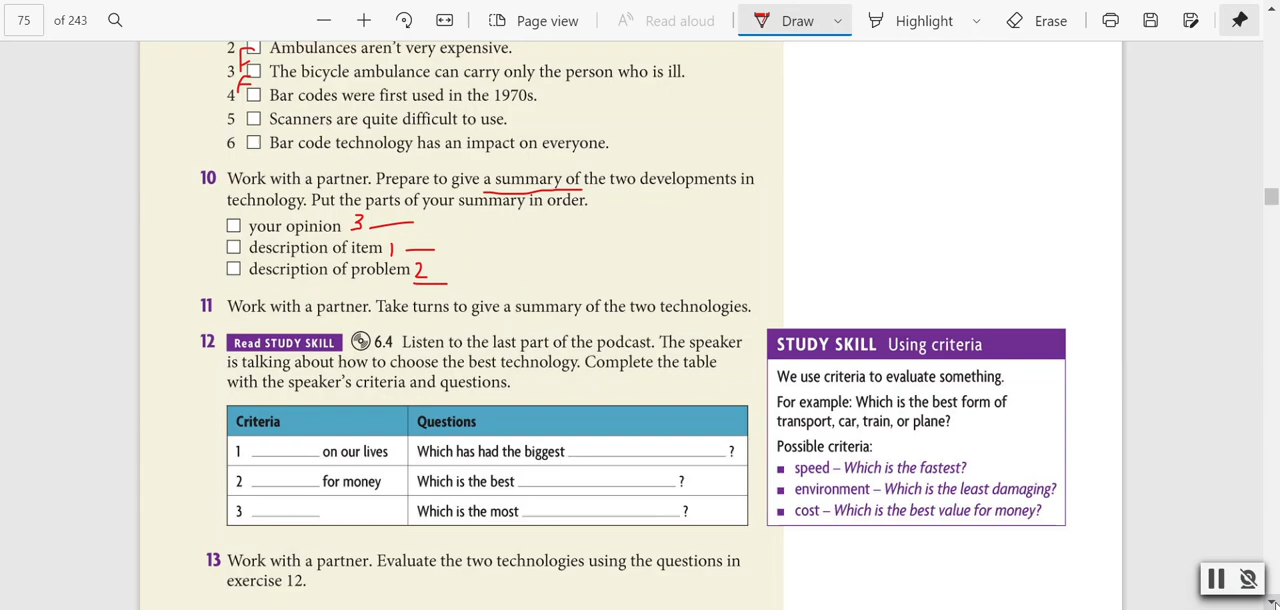 75 of 243 Page view Read aloud Draw Highlight Erase
2 Ambulances aren't very expensive.
F
3 The bicycle ambulance can carry only the person who is ill.
F
4 Bar codes were first used in the 1970s.
5 Scanners are quite difficult to use.
6 Bar code technology has an impact on everyone.
10 Work with a partner. Prepare to give a summary of the two developments in
technology. Put the parts of your summary in order.
your opinion 3
description of item 1
description of problem 2
11 Work with a partner. Take turns to give a summary of the two technologies.
12 Read STUDY SKILL 6.4 Listen to the last part of the podcast. The speaker
is talking about how to choose the best technology. Complete the table
with the speaker's criteria and questions.
Criteria Questions
1 ________ on our lives Which has had the biggest ________ ?
2 ________ for money Which is the best ________ ?
3 ________ Which is the most ________ ?
STUDY SKILL Using criteria
We use criteria to evaluate something.
For example: Which is the best form of
transport, car, train, or plane?
Possible criteria:
■ speed – Which is the fastest?
■ environment – Which is the least damaging?
■ cost – Which is the best value for money?
13 Work with a partner. Evaluate the two technologies using the questions in
exercise 12.